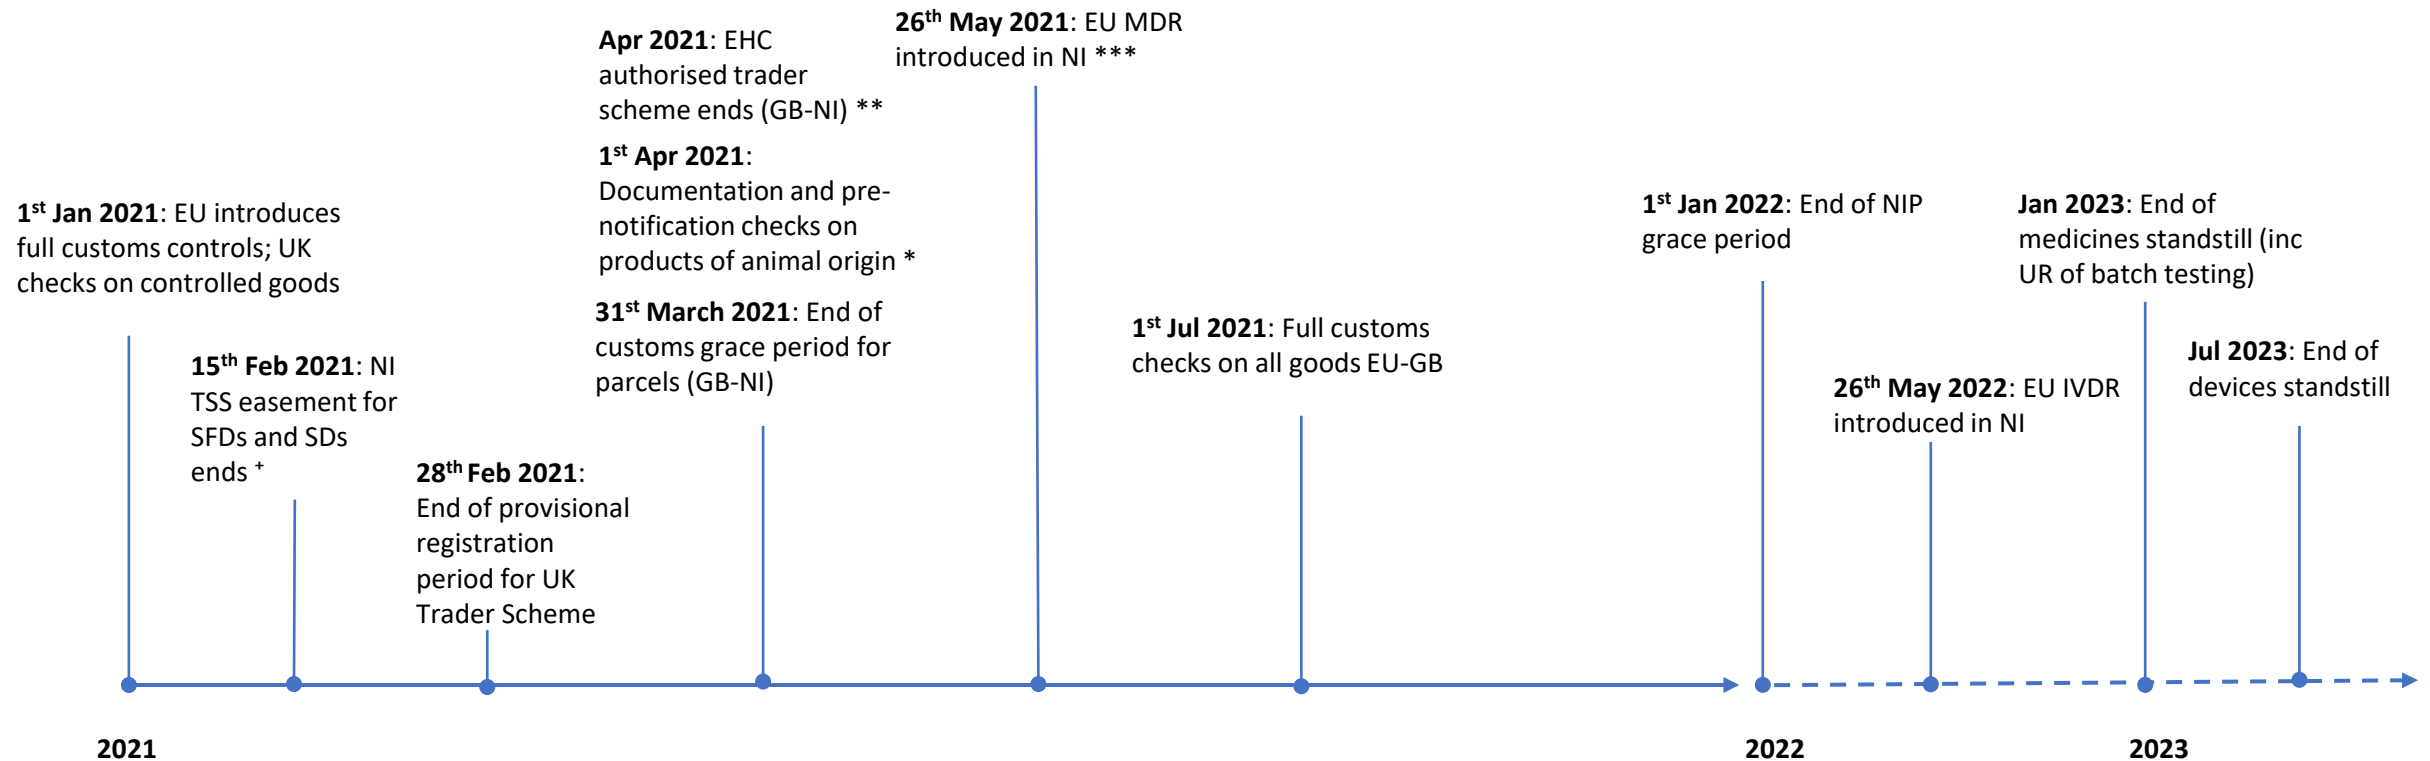 1st Jan 2021: EU introduces
full customs controls; UK
checks on controlled goods
15th Feb 2021: NI
TSS easement for
SFDs and SDs
ends ⁺
28th Feb 2021:
End of provisional
registration
period for UK
Trader Scheme
Apr 2021: EHC
authorised trader
scheme ends (GB-NI) **
1st Apr 2021:
Documentation and pre-
notification checks on
products of animal origin *
31st March 2021: End of
customs grace period for
parcels (GB-NI)
26th May 2021: EU MDR
introduced in NI ***
1st Jul 2021: Full customs
checks on all goods EU-GB
1st Jan 2022: End of NIP
grace period
26th May 2022: EU IVDR
introduced in NI
Jan 2023: End of
medicines standstill (inc
UR of batch testing)
Jul 2023: End of
devices standstill
2021
2022
2023